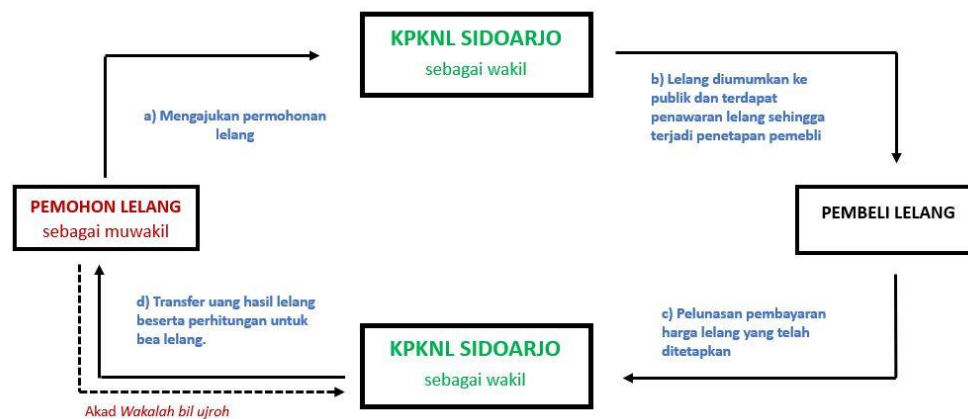 KPKNL SIDOARJO
sebagai wakil
a) Mengajukan permohonan
lelang
b) Lelang diumumkan ke
publik dan terdapat
penawaran lelang sehingga
terjadi penetapan pemebli
PEMOHON LELANG
sebagai muwakil
PEMBELI LELANG
d) Transfer uang hasil lelang
beserta perhitungan untuk
bea lelang.
c) Pelunasan pembayaran
harga lelang yang telah
ditetapkan
KPKNL SIDOARJO
sebagai wakil
Akad Wakalah bil ujroh